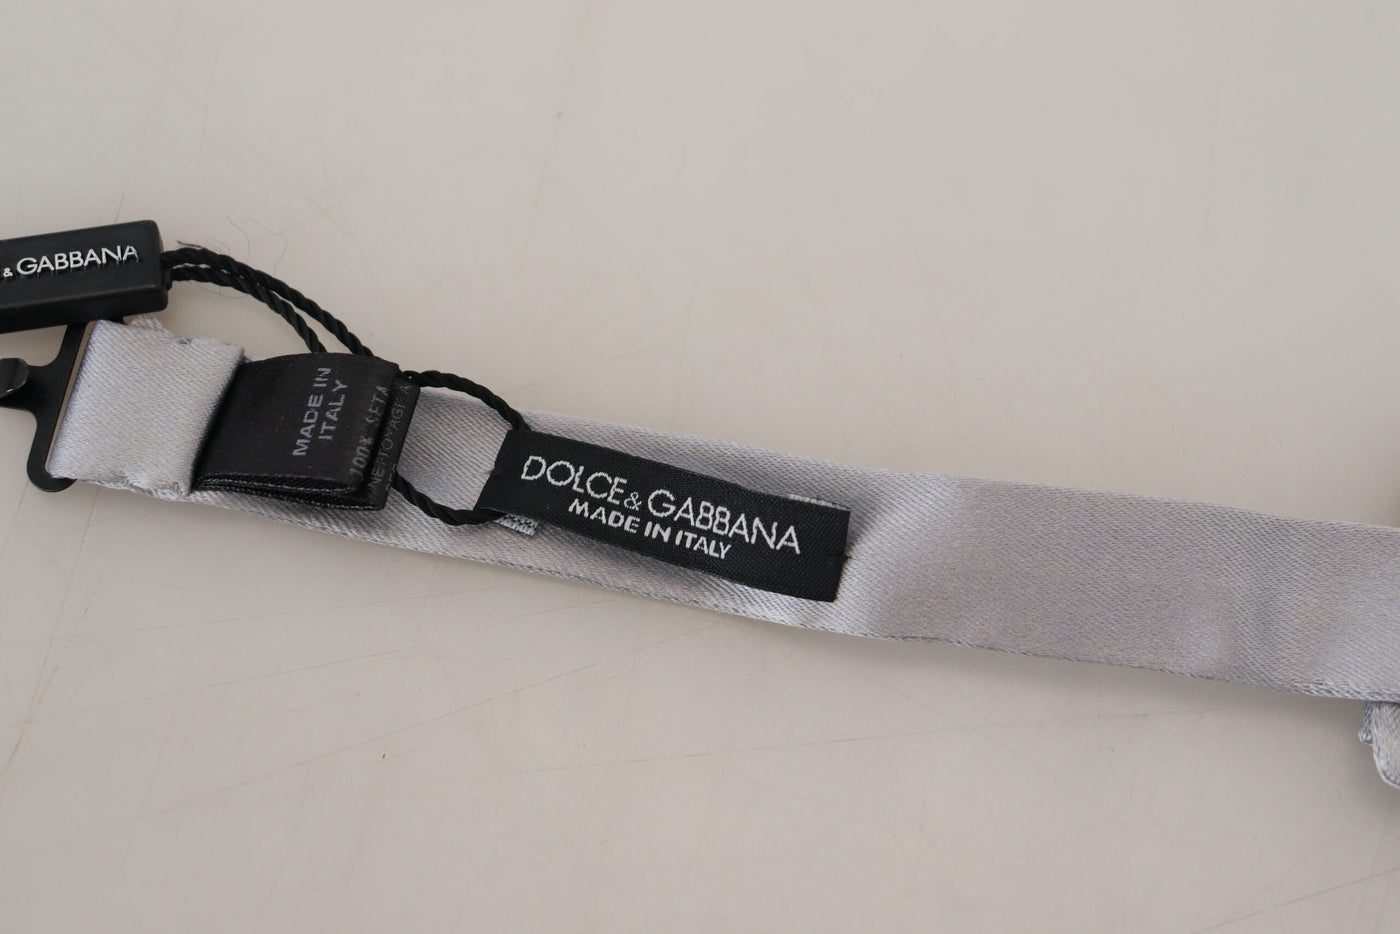 & GABBANA
MADE IN
ITALY
100% SETA
DOLCE & GABBANA
MADE IN ITALY